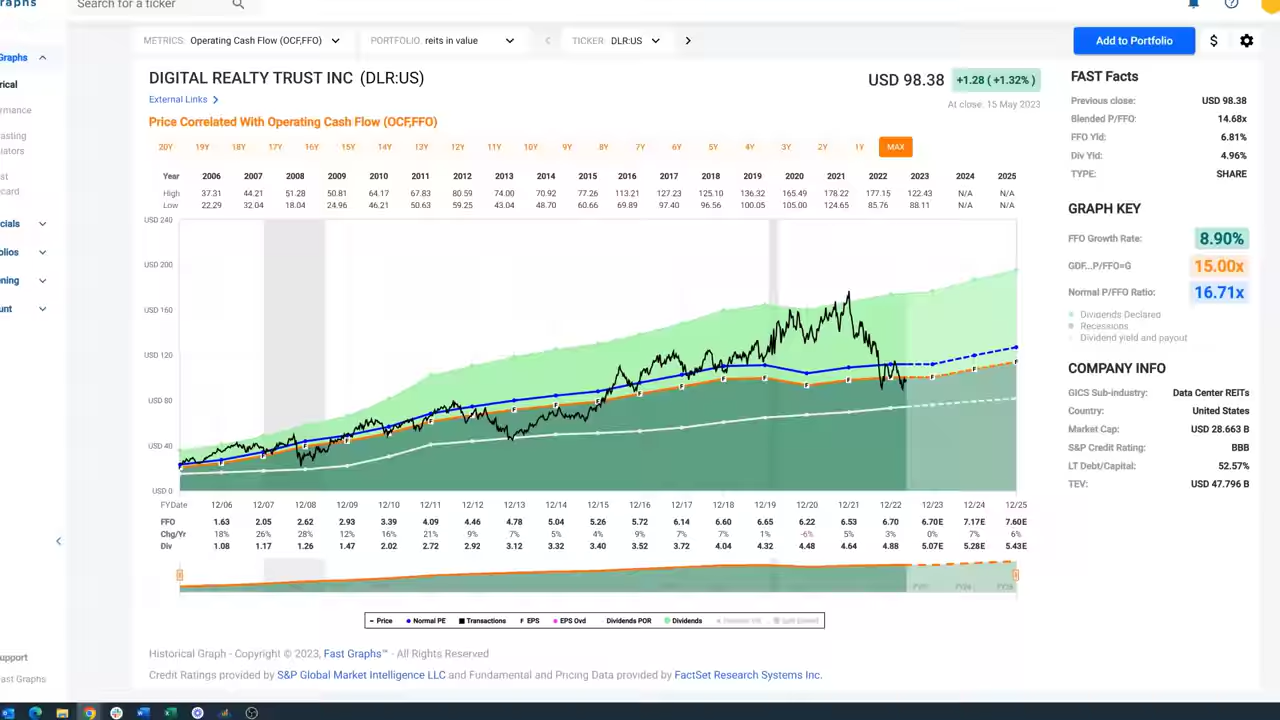 raphs
Search for a ticker
Graphs
rical
rmance
asting
lators
st
card
cials
olios
ning
unt
upport
ast Graphs
METRICS: Operating Cash Flow (OCF,FFO)
PORTFOLIO: reits in value
TICKER: DLR:US
Add to Portfolio
$
DIGITAL REALTY TRUST INC (DLR:US)
USD 98.38 +1.28 ( +1.32% )
External Links
At close: 15 May 2023
Price Correlated With Operating Cash Flow (OCF,FFO)
20Y 19Y 18Y 17Y 16Y 15Y 14Y 13Y 12Y 11Y 10Y 9Y 8Y 7Y 6Y 5Y 4Y 3Y 2Y 1Y MAX
Year 2006 2007 2008 2009 2010 2011 2012 2013 2014 2015 2016 2017 2018 2019 2020 2021 2022 2023 2024 2025
High 37.31 44.21 51.28 50.81 64.17 67.83 80.59 74.00 70.92 77.26 113.21 127.23 125.10 136.32 165.49 178.22 177.15 122.43 N/A N/A
Low 22.29 32.04 18.04 24.96 46.21 50.63 59.25 43.04 48.70 60.66 69.89 97.40 96.56 100.05 105.00 124.65 85.76 88.11 N/A N/A
USD 240
USD 200
USD 160
USD 120
USD 80
USD 40
USD 0
FYDate 12/06 12/07 12/08 12/09 12/10 12/11 12/12 12/13 12/14 12/15 12/16 12/17 12/18 12/19 12/20 12/21 12/22 12/23 12/24 12/25
FFO 1.63 2.05 2.62 2.93 3.39 4.09 4.46 4.78 5.04 5.26 5.72 6.14 6.60 6.65 6.22 6.53 6.70 6.70E 7.17E 7.60E
Chg/Yr 18% 26% 28% 12% 16% 21% 9% 7% 5% 4% 9% 7% 7% 1% -6% 5% 3% 0% 7% 6%
Div 1.08 1.17 1.26 1.47 2.02 2.72 2.92 3.12 3.32 3.40 3.52 3.72 4.04 4.32 4.48 4.64 4.88 5.07E 5.28E 5.43E
Price Normal PE Transactions F EPS EPS Ovd Dividends POR Dividends
Historical Graph - Copyright © 2023, Fast Graphs™ - All Rights Reserved
Credit Ratings provided by S&P Global Market Intelligence LLC and Fundamental and Pricing Data provided by FactSet Research Systems Inc.
FAST Facts
Previous close: USD 98.38
Blended P/FFO: 14.68x
FFO Yld: 6.81%
Div Yld: 4.96%
TYPE: SHARE
GRAPH KEY
FFO Growth Rate: 8.90%
GDF...P/FFO=G 15.00x
Normal P/FFO Ratio: 16.71x
Dividends Declared
Recessions
Dividend yield and payout
COMPANY INFO
GICS Sub-industry: Data Center REITs
Country: United States
Market Cap: USD 28.663 B
S&P Credit Rating: BBB
LT Debt/Capital: 52.57%
TEV: USD 47.796 B